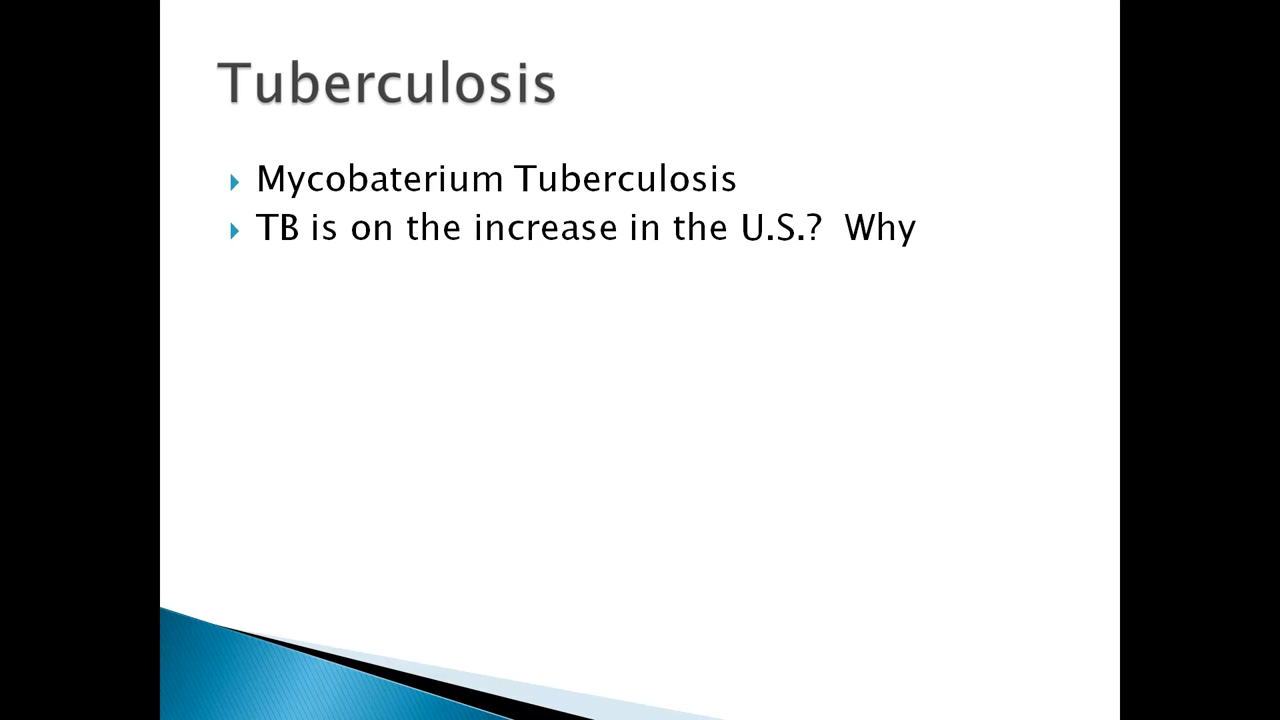 Tuberculosis
Mycobaterium Tuberculosis
TB is on the increase in the U.S.?  Why